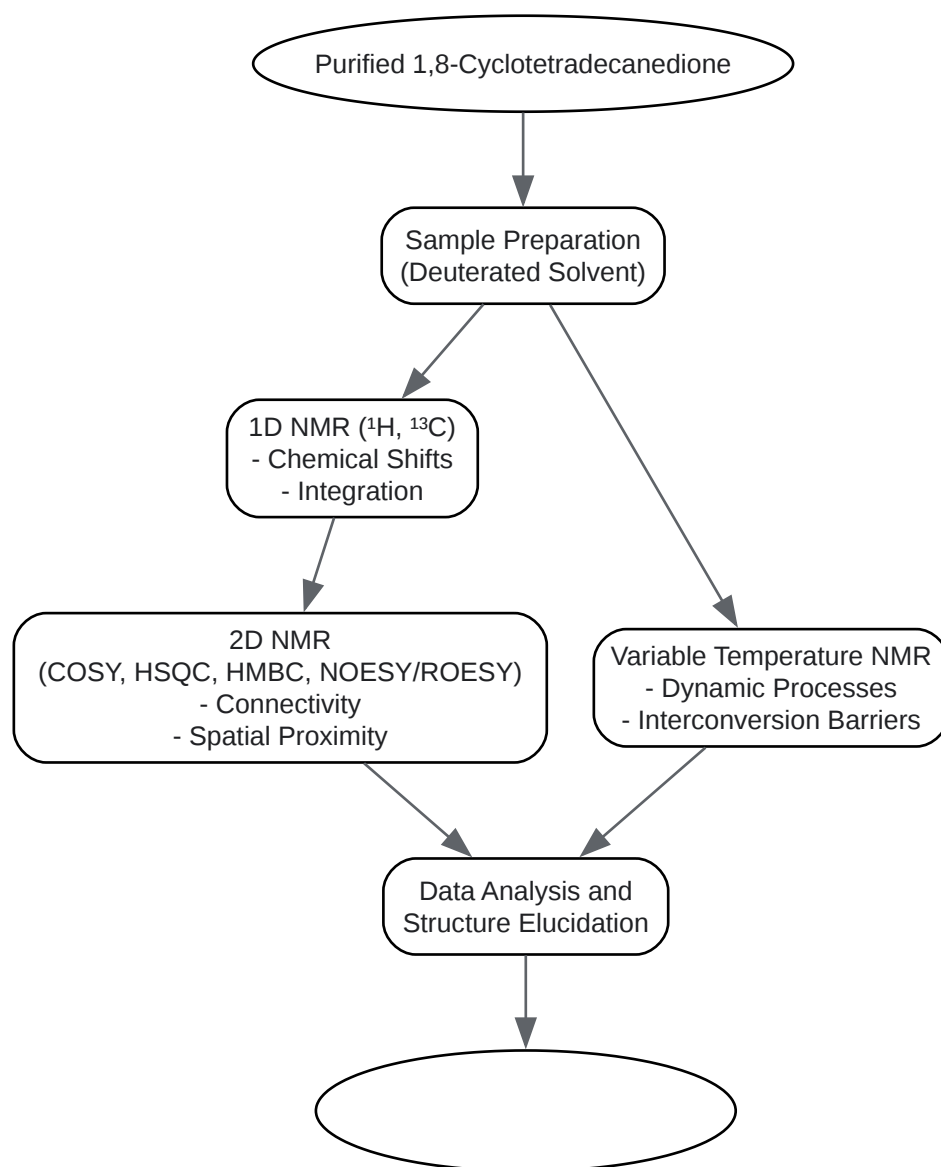 Purified 1,8-Cyclotetradecanedione
Sample Preparation
(Deuterated Solvent)
1D NMR (¹H, ¹³C)
- Chemical Shifts
- Integration
2D NMR
(COSY, HSQC, HMBC, NOESY/ROESY)
- Connectivity
- Spatial Proximity
Variable Temperature NMR
- Dynamic Processes
- Interconversion Barriers
Data Analysis and
Structure Elucidation